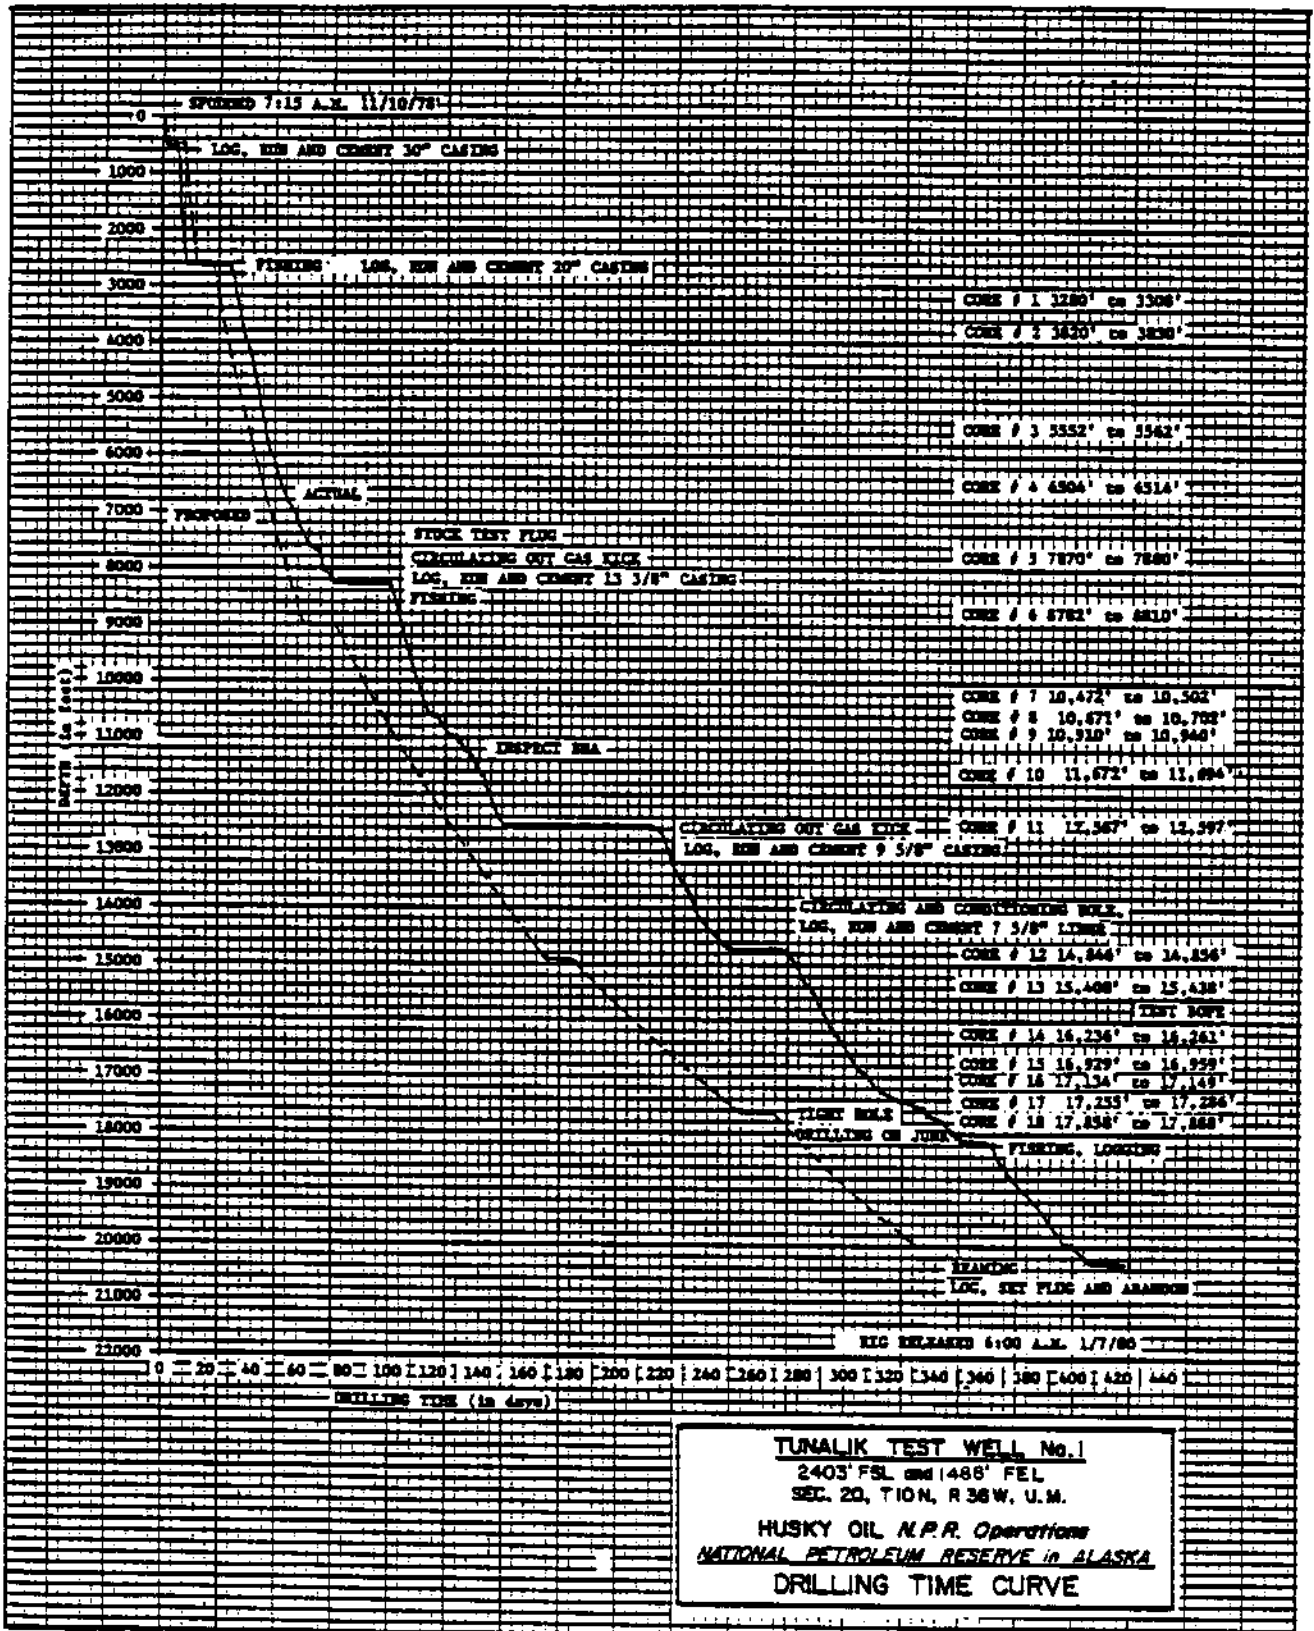 SPUDDED 7:15 A.M. 11/10/78
0
LOG, RUN AND CEMENT 30" CASING
1000
2000
FISHING LOG, RUN AND CEMENT 20" CASING
3000
CORE # 1 3280' to 3308'
CORE # 2 3820' to 3830'
4000
5000
CORE # 3 5552' to 5562'
6000
CORE # 4 6504' to 6514'
ACTUAL
7000
PROPOSED
STUCK TEST PLUG
CIRCULATING OUT GAS KICK
CORE # 5 7870' to 7880'
8000
LOG, RUN AND CEMENT 13 3/8" CASING
FISHING
CORE # 6 8782' to 8810'
9000
10000
CORE # 7 10,472' to 10,502'
CORE # 8 10,671' to 10,702'
CORE # 9 10,910' to 10,940'
DEPTH (in feet)
11000
INSPECT BHA
CORE # 10 11,672' to 11,694'
12000
CIRCULATING OUT GAS KICK
CORE # 11 12,567' to 12,597'
13000
LOG, RUN AND CEMENT 9 5/8" CASING
14000
CIRCULATING AND CONDITIONING HOLE,
LOG, RUN AND CEMENT 7 5/8" LINER
CORE # 12 14,846' to 14,856'
15000
CORE # 13 15,408' to 15,438'
TEST BOPE
16000
CORE # 14 16,236' to 16,261'
CORE # 15 16,929' to 16,959'
17000
CORE # 16 17,134' to 17,149'
CORE # 17 17,255' to 17,286'
TIGHT HOLE
CORE # 18 17,858' to 17,868'
18000
DRILLING ON JUNK
FISHING, LOGGING
19000
20000
REAMING
LOG, SET PLUG AND ABANDON
21000
RIG RELEASED 6:00 A.M. 1/7/80
22000
0 20 40 60 80 100 120 140 160 180 200 220 240 260 280 300 320 340 360 380 400 420 440
DRILLING TIME (in days)
TUNALIK TEST WELL No.1
2403' FSL and 1488' FEL
SEC. 20, T10N, R36W, U.M.
HUSKY OIL N.P.R. Operations
NATIONAL PETROLEUM RESERVE in ALASKA
DRILLING TIME CURVE